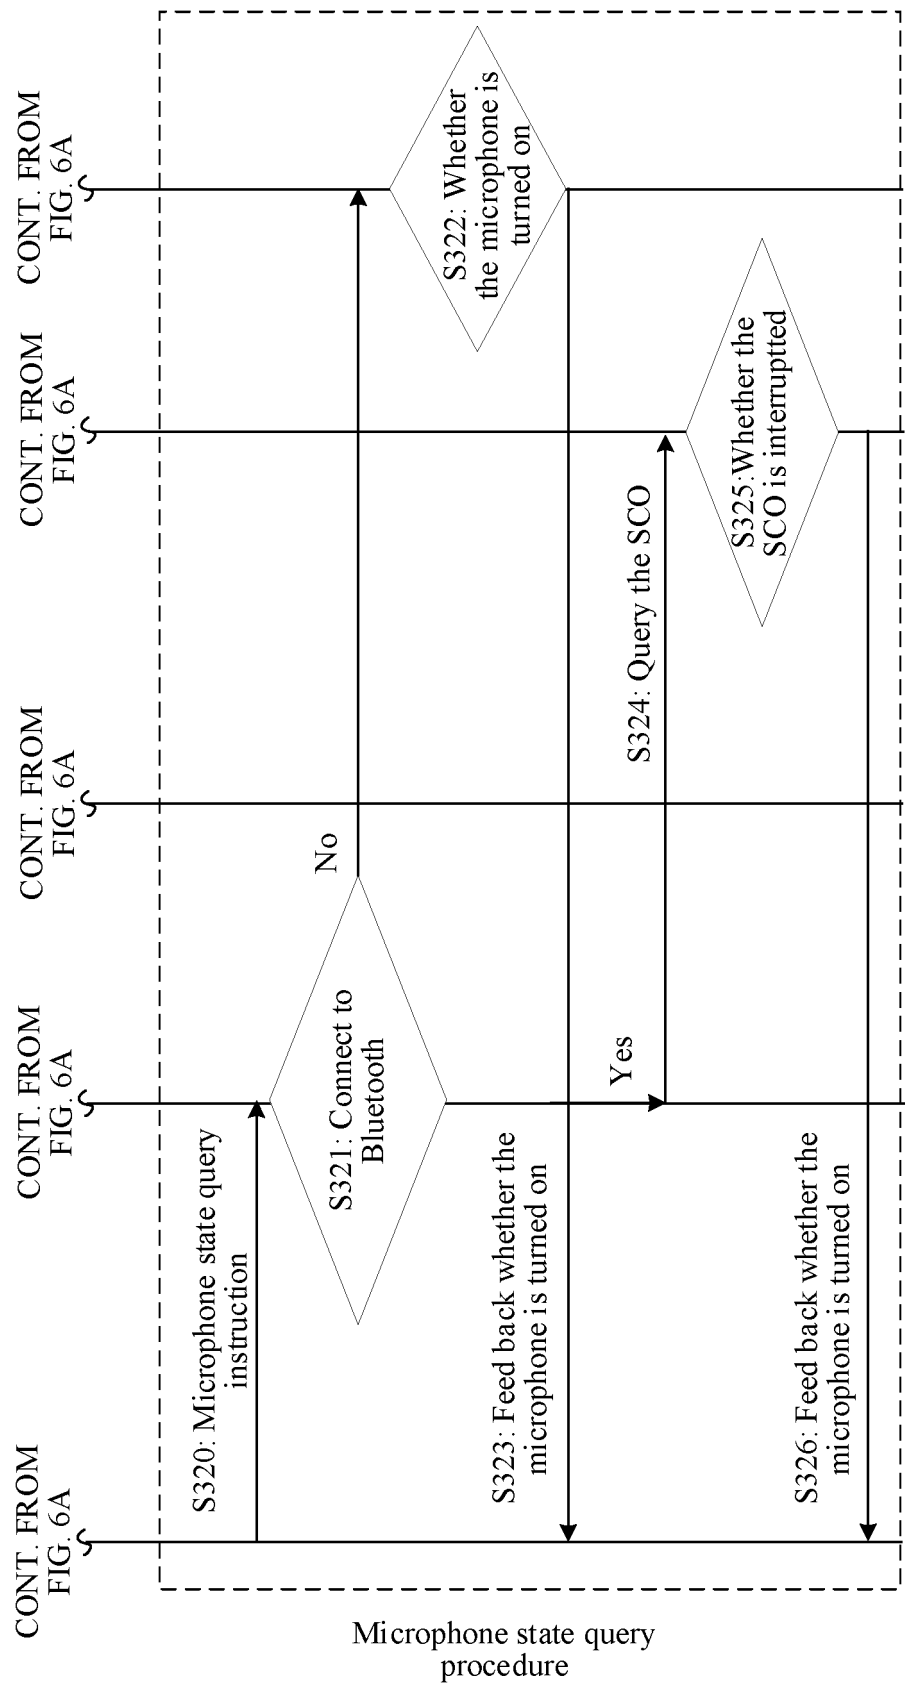 Microphone state query
procedure
CONT. FROM
FIG. 6A
CONT. FROM
FIG. 6A
CONT. FROM
FIG. 6A
CONT. FROM
FIG. 6A
CONT. FROM
FIG. 6A
S320: Microphone state query
instruction
S321: Connect to
Bluetooth
No
S322: Whether
the microphone is
turned on
S323: Feed back whether the
microphone is turned on
Yes
S324: Query the SCO
S325:Whether the
SCO is interruptted
S326: Feed back whether the
microphone is turned on